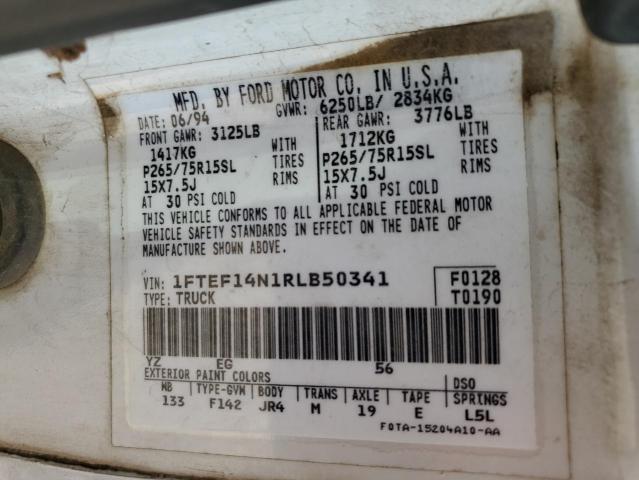 MFD. BY FORD MOTOR CO. IN U.S.A.
DATE: 06/94 GVWR: 6250LB/ 2834KG
FRONT GAWR: 3125LB REAR GAWR: 3776LB
1417KG WITH 1712KG WITH
P265/75R15SL TIRES P265/75R15SL TIRES
15X7.5J RIMS 15X7.5J RIMS
AT 30 PSI COLD AT 30 PSI COLD
THIS VEHICLE CONFORMS TO ALL APPLICABLE FEDERAL MOTOR
VEHICLE SAFETY STANDARDS IN EFFECT ON THE DATE OF
MANUFACTURE SHOWN ABOVE.
VIN: 1FTEF14N1RLB50341 F0128
TYPE: TRUCK T0190
YZ EG 56
EXTERIOR PAINT COLORS DSO
WB TYPE-GVW BODY TRANS AXLE TAPE SPRINGS
133 F142 JR4 M 19 E L5L
F0TA-15204A10-AA